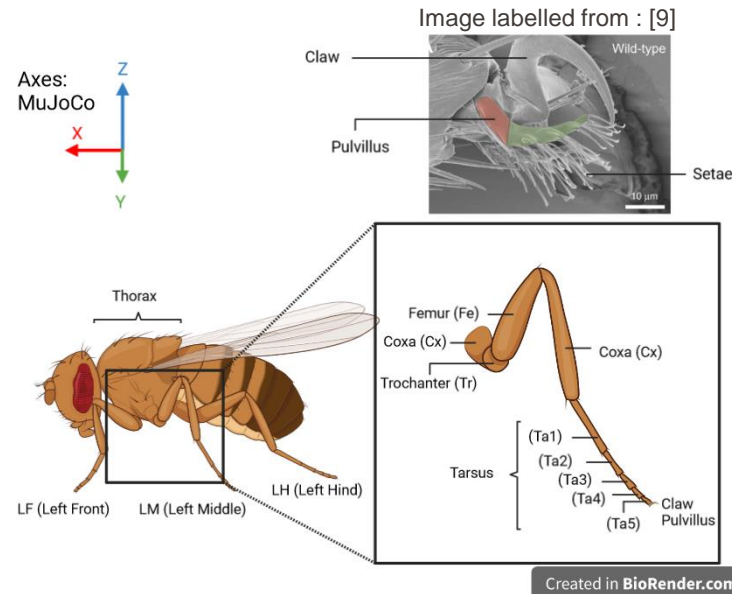 Image labelled from : [9]
Claw
Wild-type
Axes:
MuJoCo
Z
X
Y
Pulvillus
Setae
10 µm
Thorax
Femur (Fe)
Coxa (Cx)
Coxa (Cx)
Trochanter (Tr)
(Ta1)
(Ta2)
Tarsus
(Ta3)
(Ta4)
(Ta5)
Claw
Pulvillus
LH (Left Hind)
LF (Left Front)
LM (Left Middle)
Created in BioRender.com